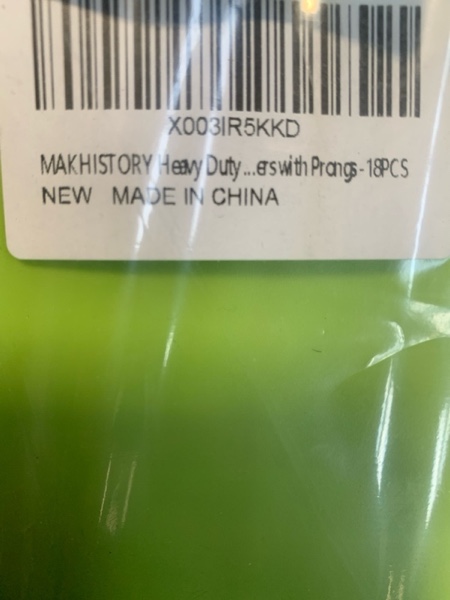 X003IR5KKD
MAKHISTORY Heavy Duty...ers with Prongs - 18PCS
NEW MADE IN CHINA